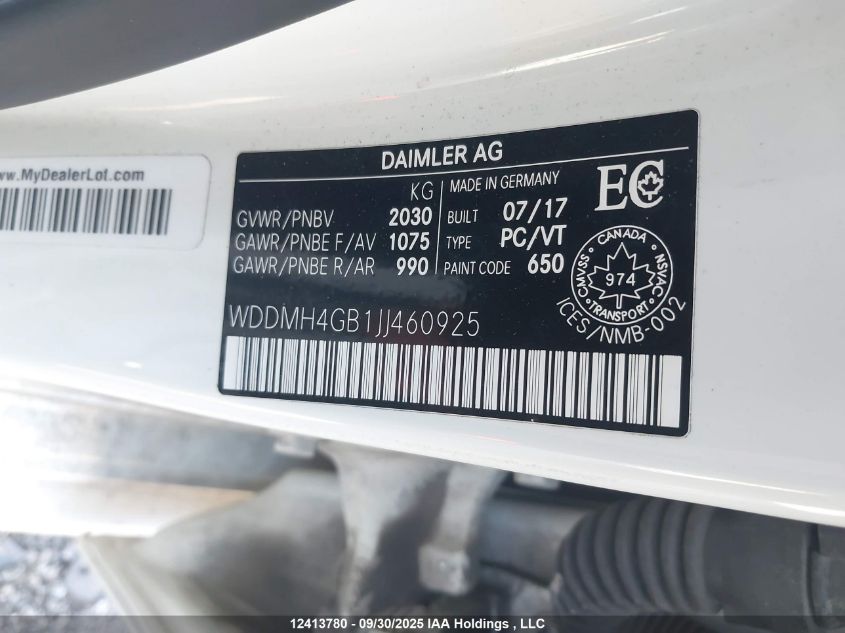 www.MyDealerLot.com
DAIMLER AG
KG
GVWR/PNBV 2030
GAWR/PNBE F/AV 1075
GAWR/PNBE R/AR 990
MADE IN GERMANY
BUILT 07/17
TYPE PC/VT
PAINT CODE 650
EC
CANADA
CMVSS NSVAC
974
TRANSPORT
ICES/NMB-002
WDDMH4GB1JJ460925
12413780 - 09/30/2025 IAA Holdings , LLC